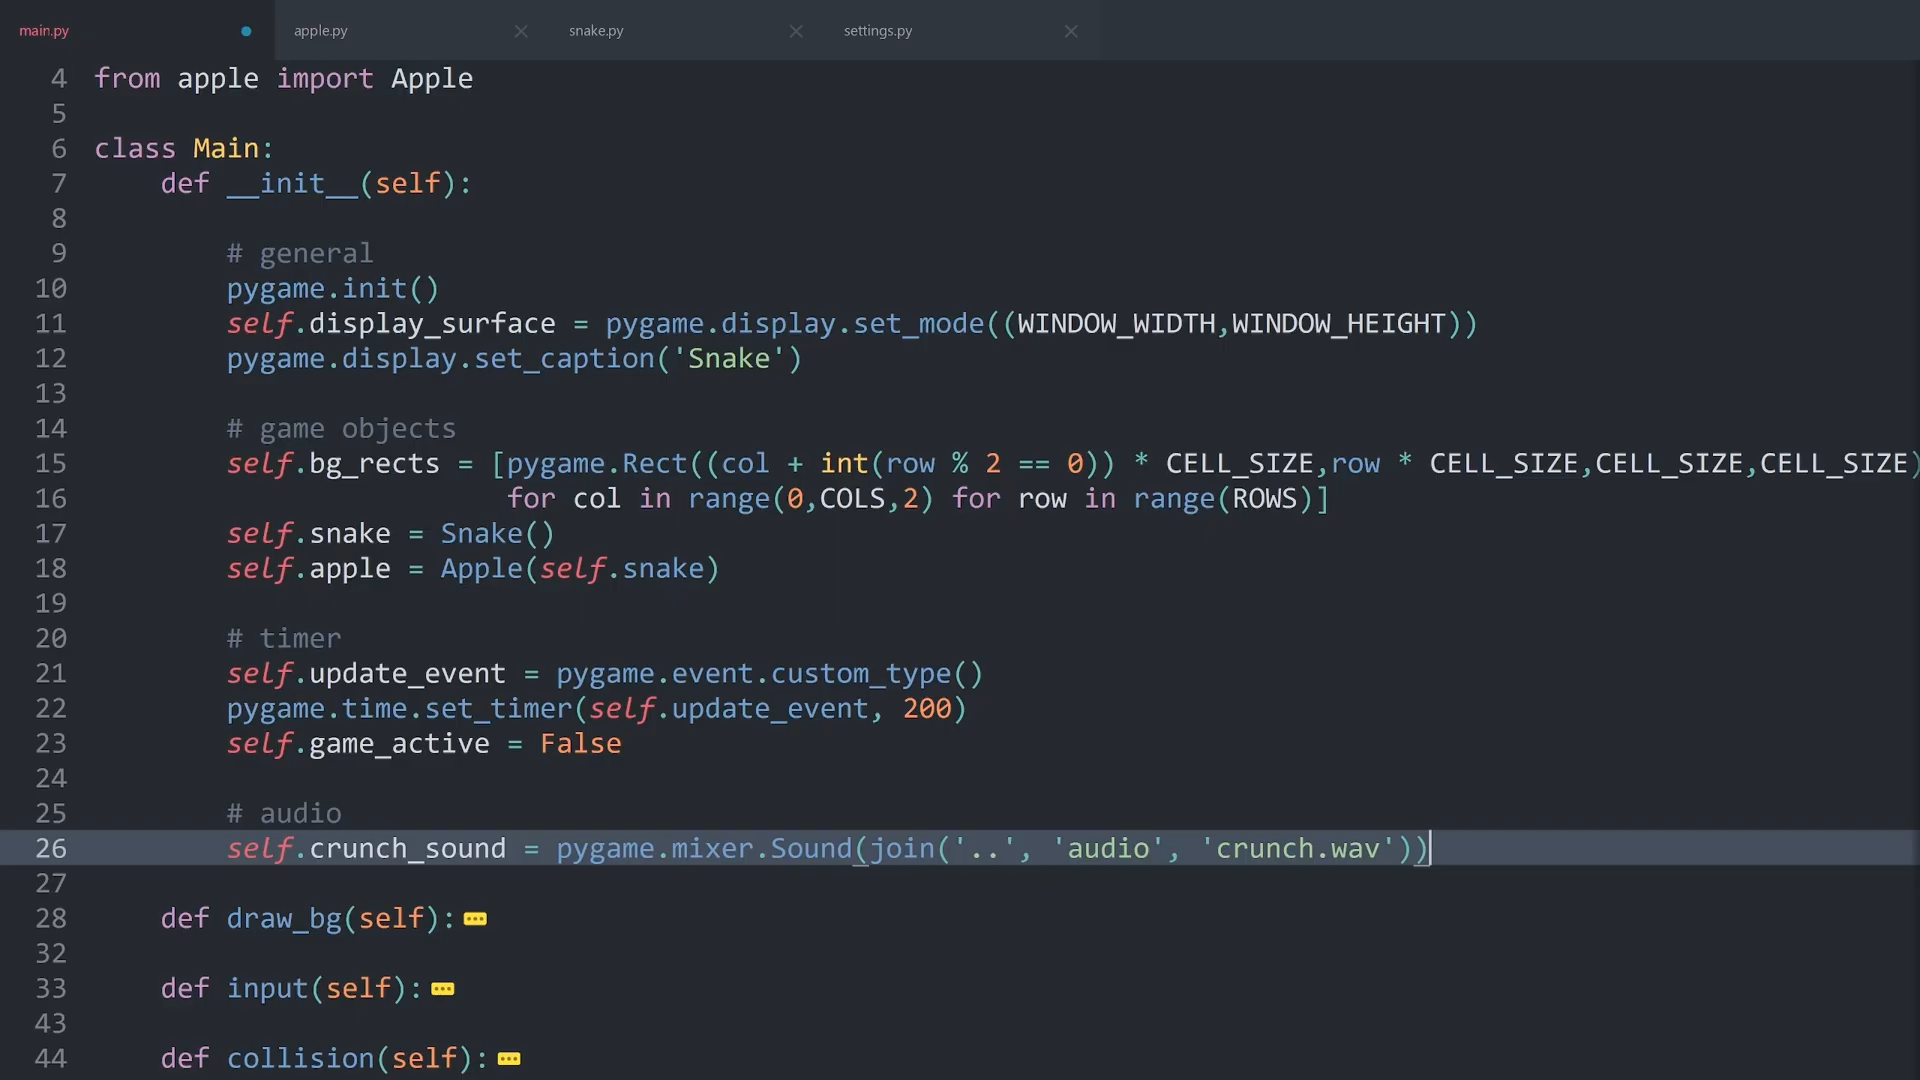 main.py apple.py snake.py settings.py
4 from apple import Apple
5
6 class Main:
7 def __init__(self):
8
9 # general
10 pygame.init()
11 self.display_surface = pygame.display.set_mode((WINDOW_WIDTH,WINDOW_HEIGHT))
12 pygame.display.set_caption('Snake')
13
14 # game objects
15 self.bg_rects = [pygame.Rect((col + int(row % 2 == 0)) * CELL_SIZE,row * CELL_SIZE,CELL_SIZE,CELL_SIZE)
16 for col in range(0,COLS,2) for row in range(ROWS)]
17 self.snake = Snake()
18 self.apple = Apple(self.snake)
19
20 # timer
21 self.update_event = pygame.event.custom_type()
22 pygame.time.set_timer(self.update_event, 200)
23 self.game_active = False
24
25 # audio
26 self.crunch_sound = pygame.mixer.Sound(join('..', 'audio', 'crunch.wav'))
27
28 def draw_bg(self):
32
33 def input(self):
43
44 def collision(self):